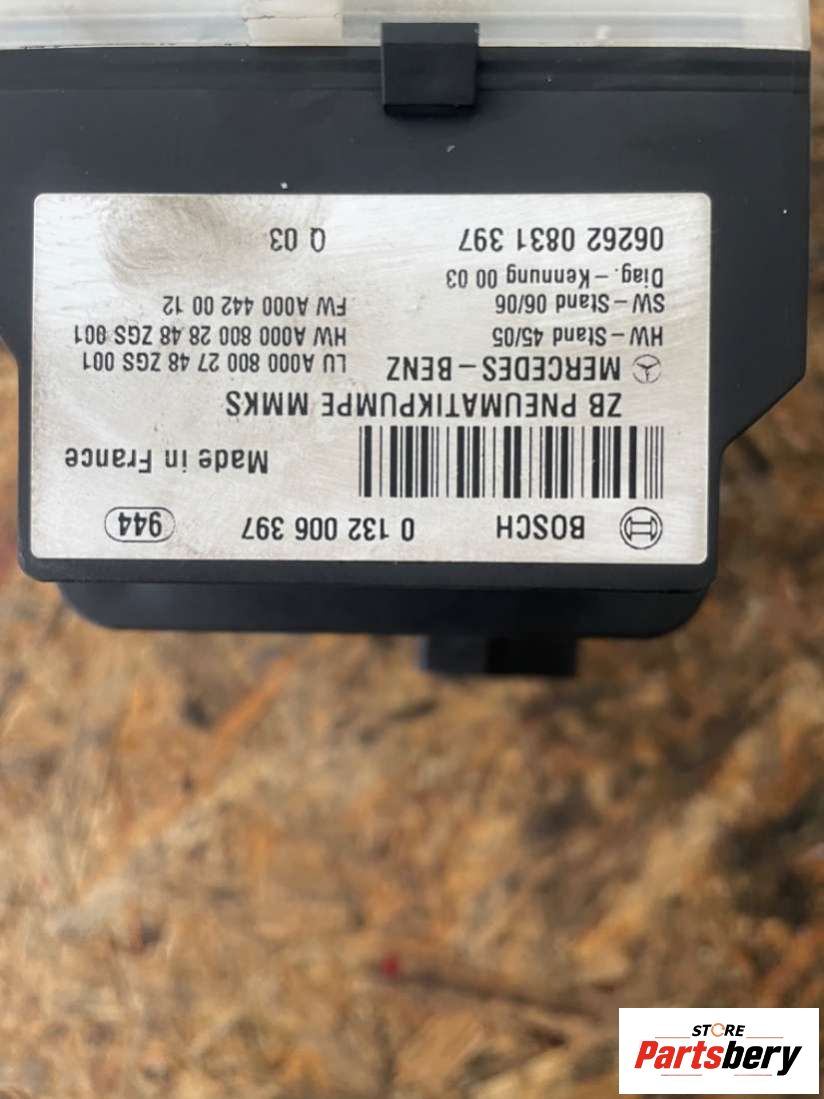 BOSCH 0 132 006 397 944
Made in France
ZB PNEUMATIKPUMPE MMKS
MERCEDES-BENZ
LU A000 800 27 48 ZGS 001
HW-Stand 45/05 HW A000 800 28 48 ZGS 001
SW-Stand 06/06 FW A000 442 00 12
Diag.-Kennung 00 03
06262 0831 397 Q 03
STORE
Partsbery